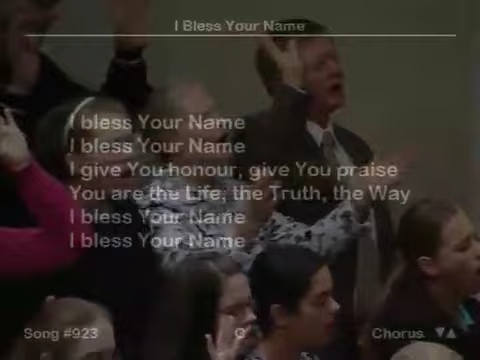 I Bless Your Name
I bless Your Name
I bless Your Name
I give You honour, give You praise
You are the Life, the Truth, the Way
I bless Your Name
I bless Your Name
Song #923 C Chorus ▼▲